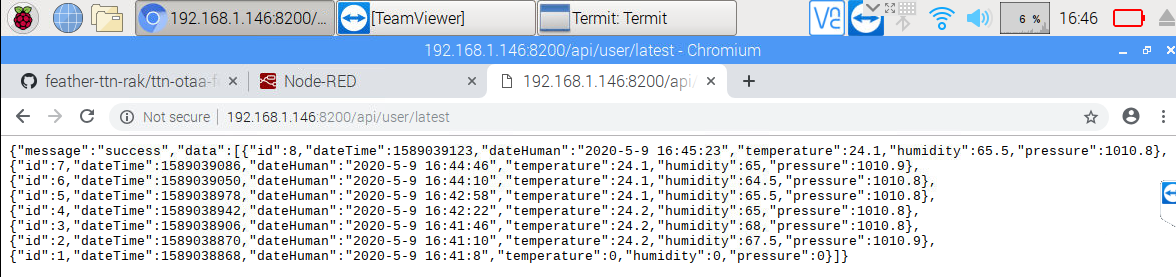 192.168.1.146:8200/... [TeamViewer] Termit: Termit 6 % 16:46
192.168.1.146:8200/api/user/latest - Chromium
feather-ttn-rak/ttn-otaa-f Node-RED 192.168.1.146:8200/api/
Not secure 192.168.1.146:8200/api/user/latest
{"message":"success","data":[{"id":8,"dateTime":1589039123,"dateHuman":"2020-5-9 16:45:23","temperature":24.1,"humidity":65.5,"pressure":1010.8},
{"id":7,"dateTime":1589039086,"dateHuman":"2020-5-9 16:44:46","temperature":24.1,"humidity":65,"pressure":1010.9},
{"id":6,"dateTime":1589039050,"dateHuman":"2020-5-9 16:44:10","temperature":24.1,"humidity":64.5,"pressure":1010.8},
{"id":5,"dateTime":1589038978,"dateHuman":"2020-5-9 16:42:58","temperature":24.1,"humidity":65.5,"pressure":1010.8},
{"id":4,"dateTime":1589038942,"dateHuman":"2020-5-9 16:42:22","temperature":24.2,"humidity":65,"pressure":1010.8},
{"id":3,"dateTime":1589038906,"dateHuman":"2020-5-9 16:41:46","temperature":24.2,"humidity":68,"pressure":1010.8},
{"id":2,"dateTime":1589038870,"dateHuman":"2020-5-9 16:41:10","temperature":24.2,"humidity":67.5,"pressure":1010.9},
{"id":1,"dateTime":1589038868,"dateHuman":"2020-5-9 16:41:8","temperature":0,"humidity":0,"pressure":0}]}